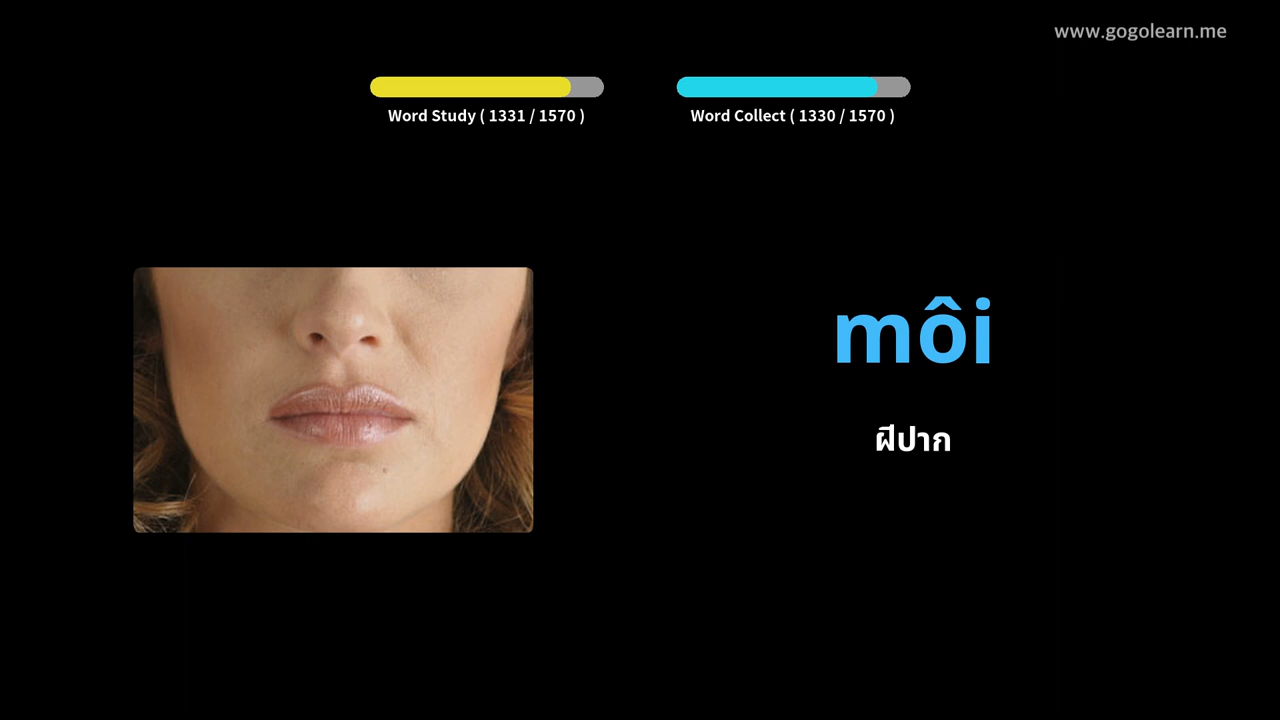 www.gogolearn.me
Word Study ( 1331 / 1570 )
Word Collect ( 1330 / 1570 )
môi
ฝีปาก